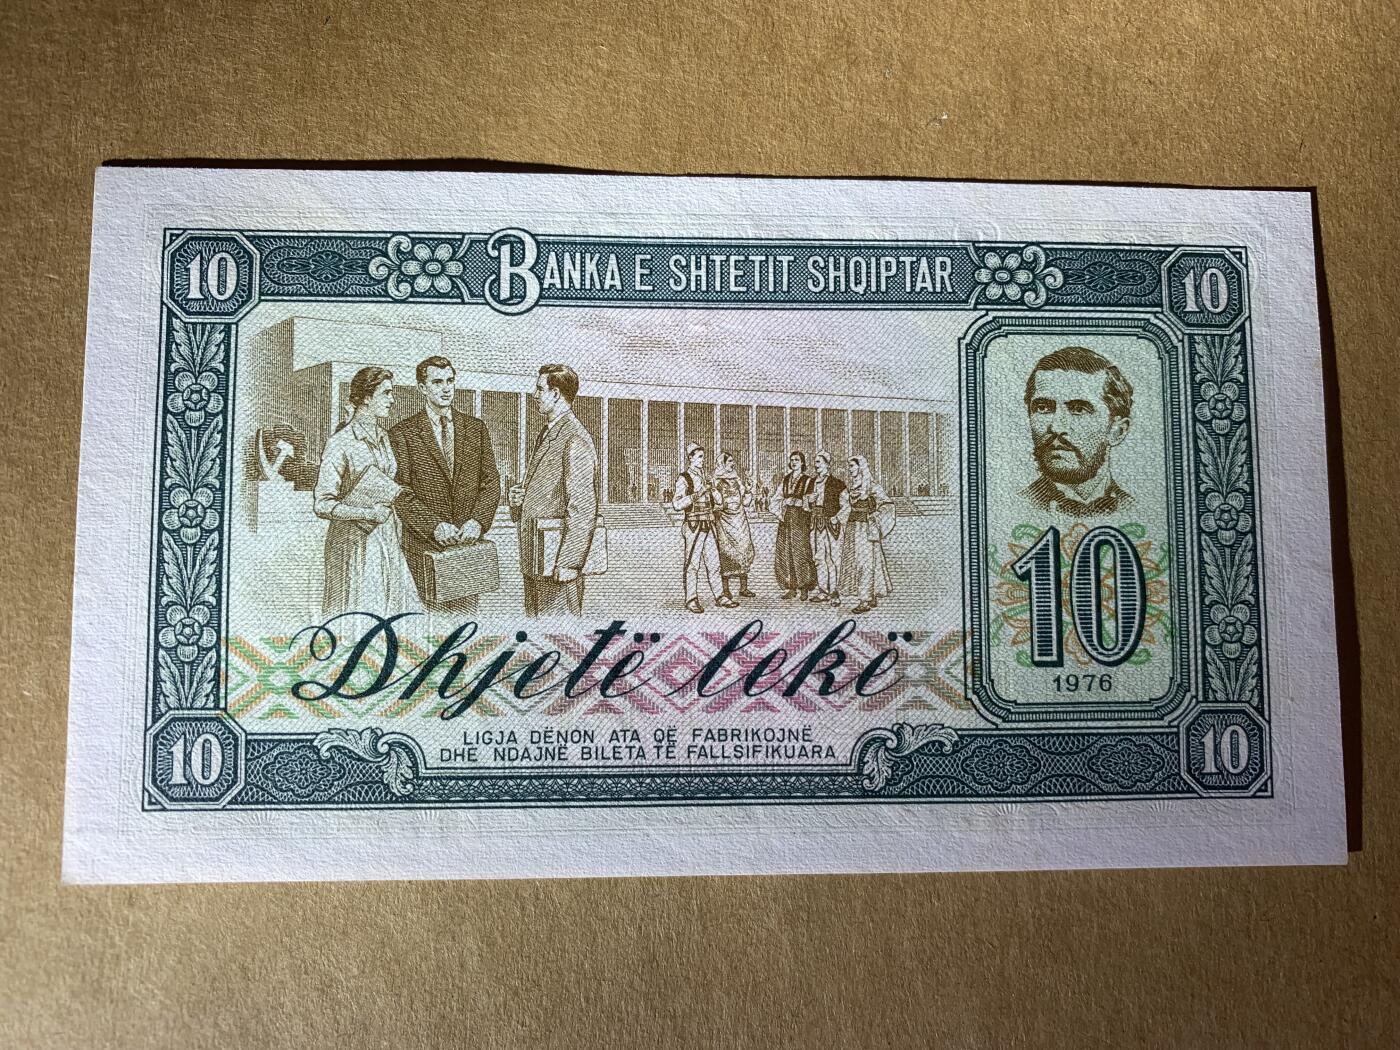 10
BANKA E SHTETIT SHQIPTAR
10
10
1976
Dhjetë lekë
LIGJA DËNON ATA QË FABRIKOJNË
DHE NDAJNË BILETA TË FALLSIFIKUARA
10
10